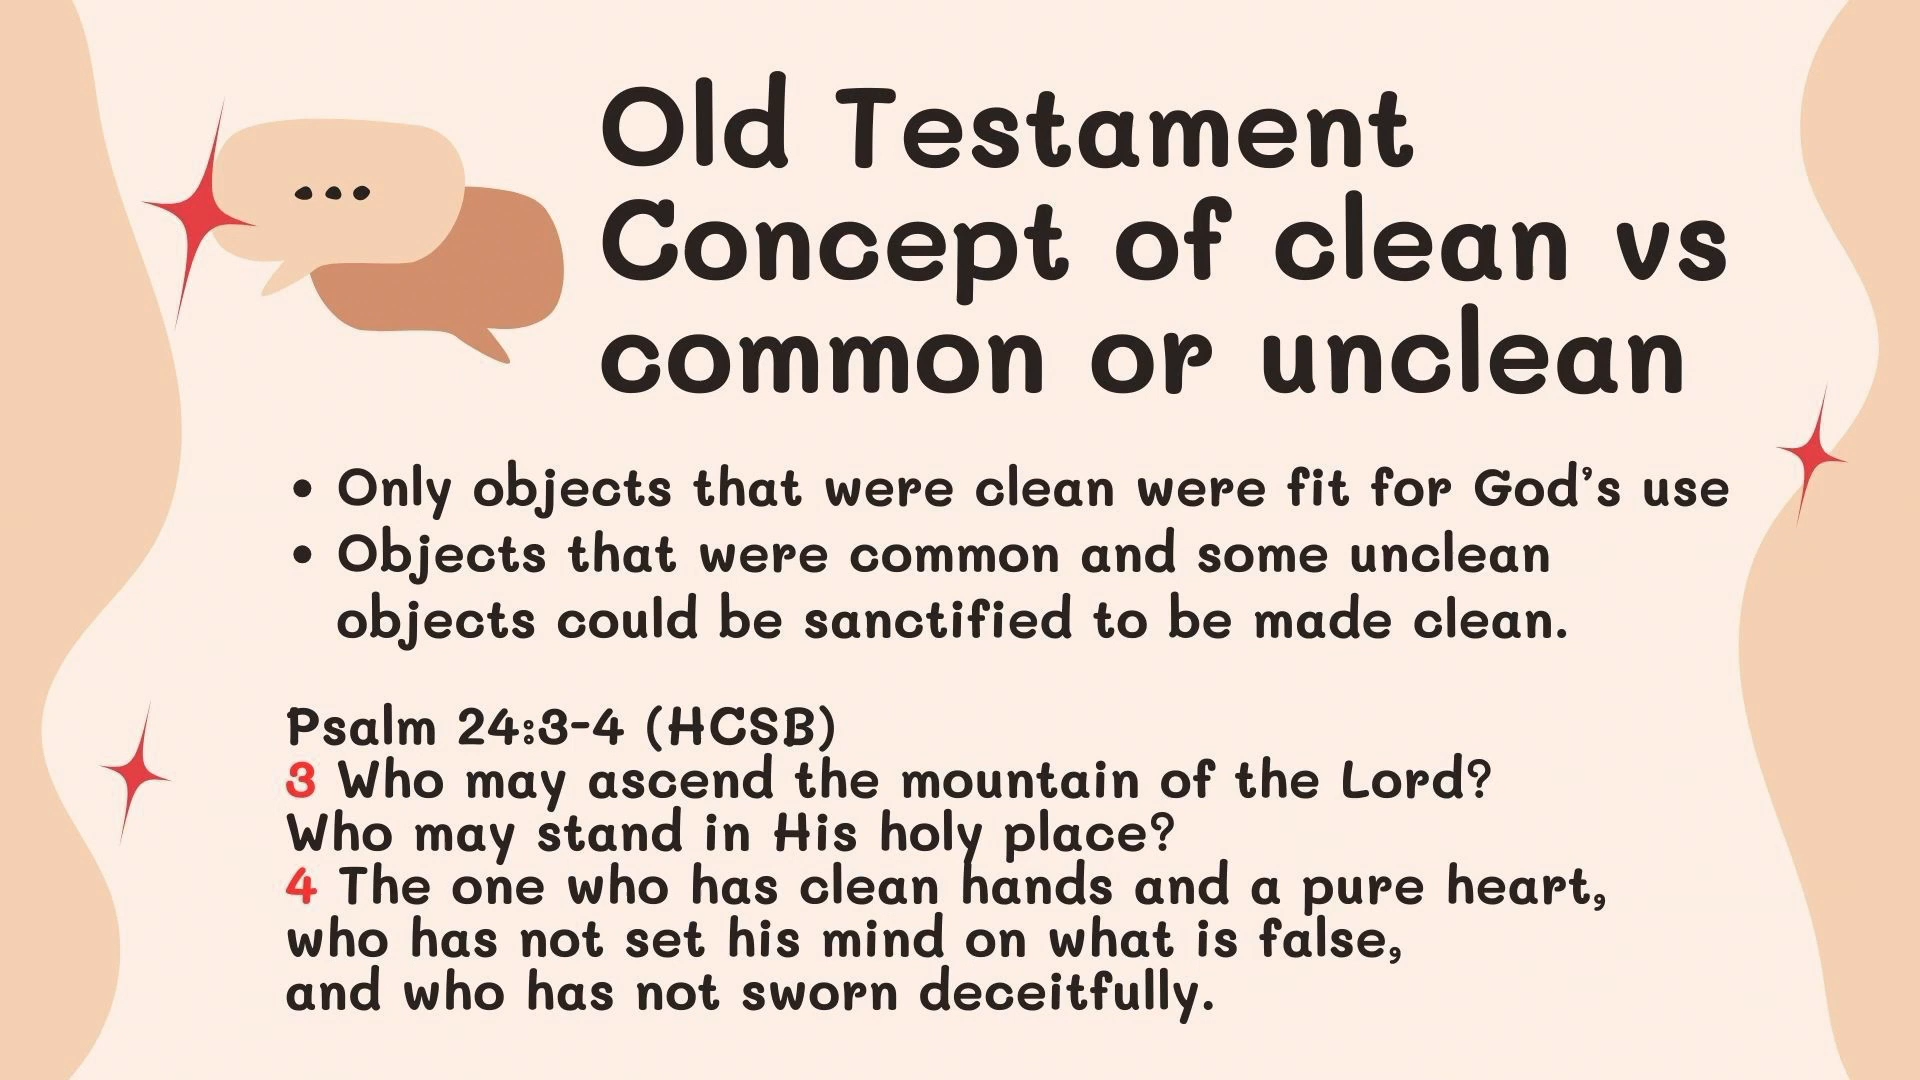 Old Testament
Concept of clean vs
common or unclean
• Only objects that were clean were fit for God’s use
• Objects that were common and some unclean
objects could be sanctified to be made clean.
Psalm 24:3-4 (HCSB)
3 Who may ascend the mountain of the Lord?
Who may stand in His holy place?
4 The one who has clean hands and a pure heart,
who has not set his mind on what is false,
and who has not sworn deceitfully.